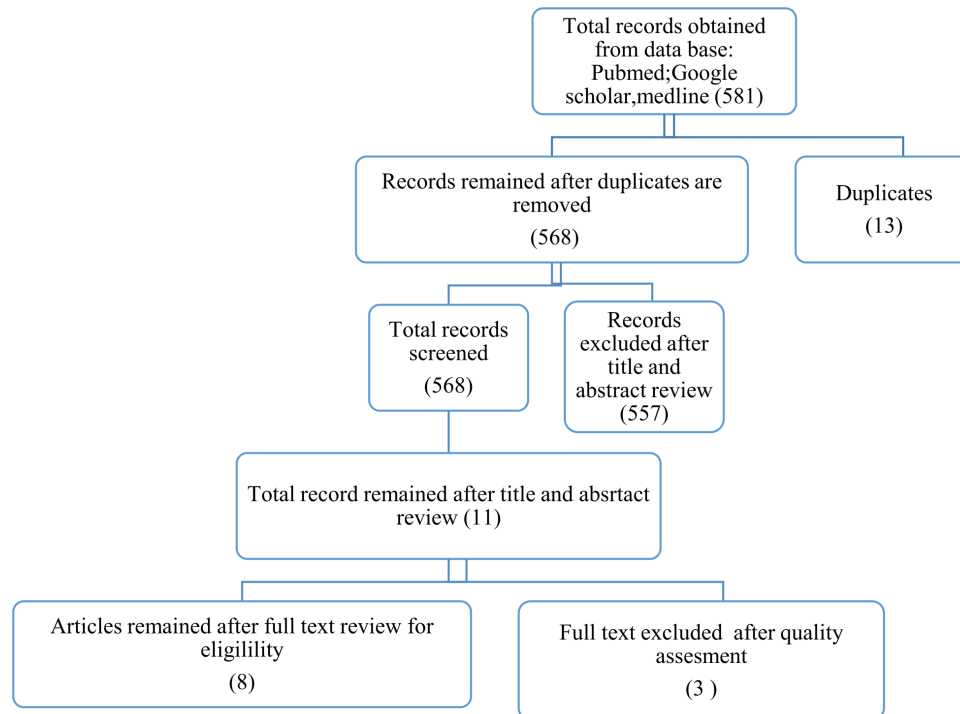 Total records obtained
from data base:
Pubmed;Google
scholar,medline (581)
Records remained after duplicates are
removed
(568)
Duplicates
(13)
Total records
screened
(568)
Records
excluded after
title and
abstract review
(557)
Total record remained after title and absrtact
review (11)
Articles remained after full text review for
eligilility
(8)
Full text excluded after quality
assesment
(3 )